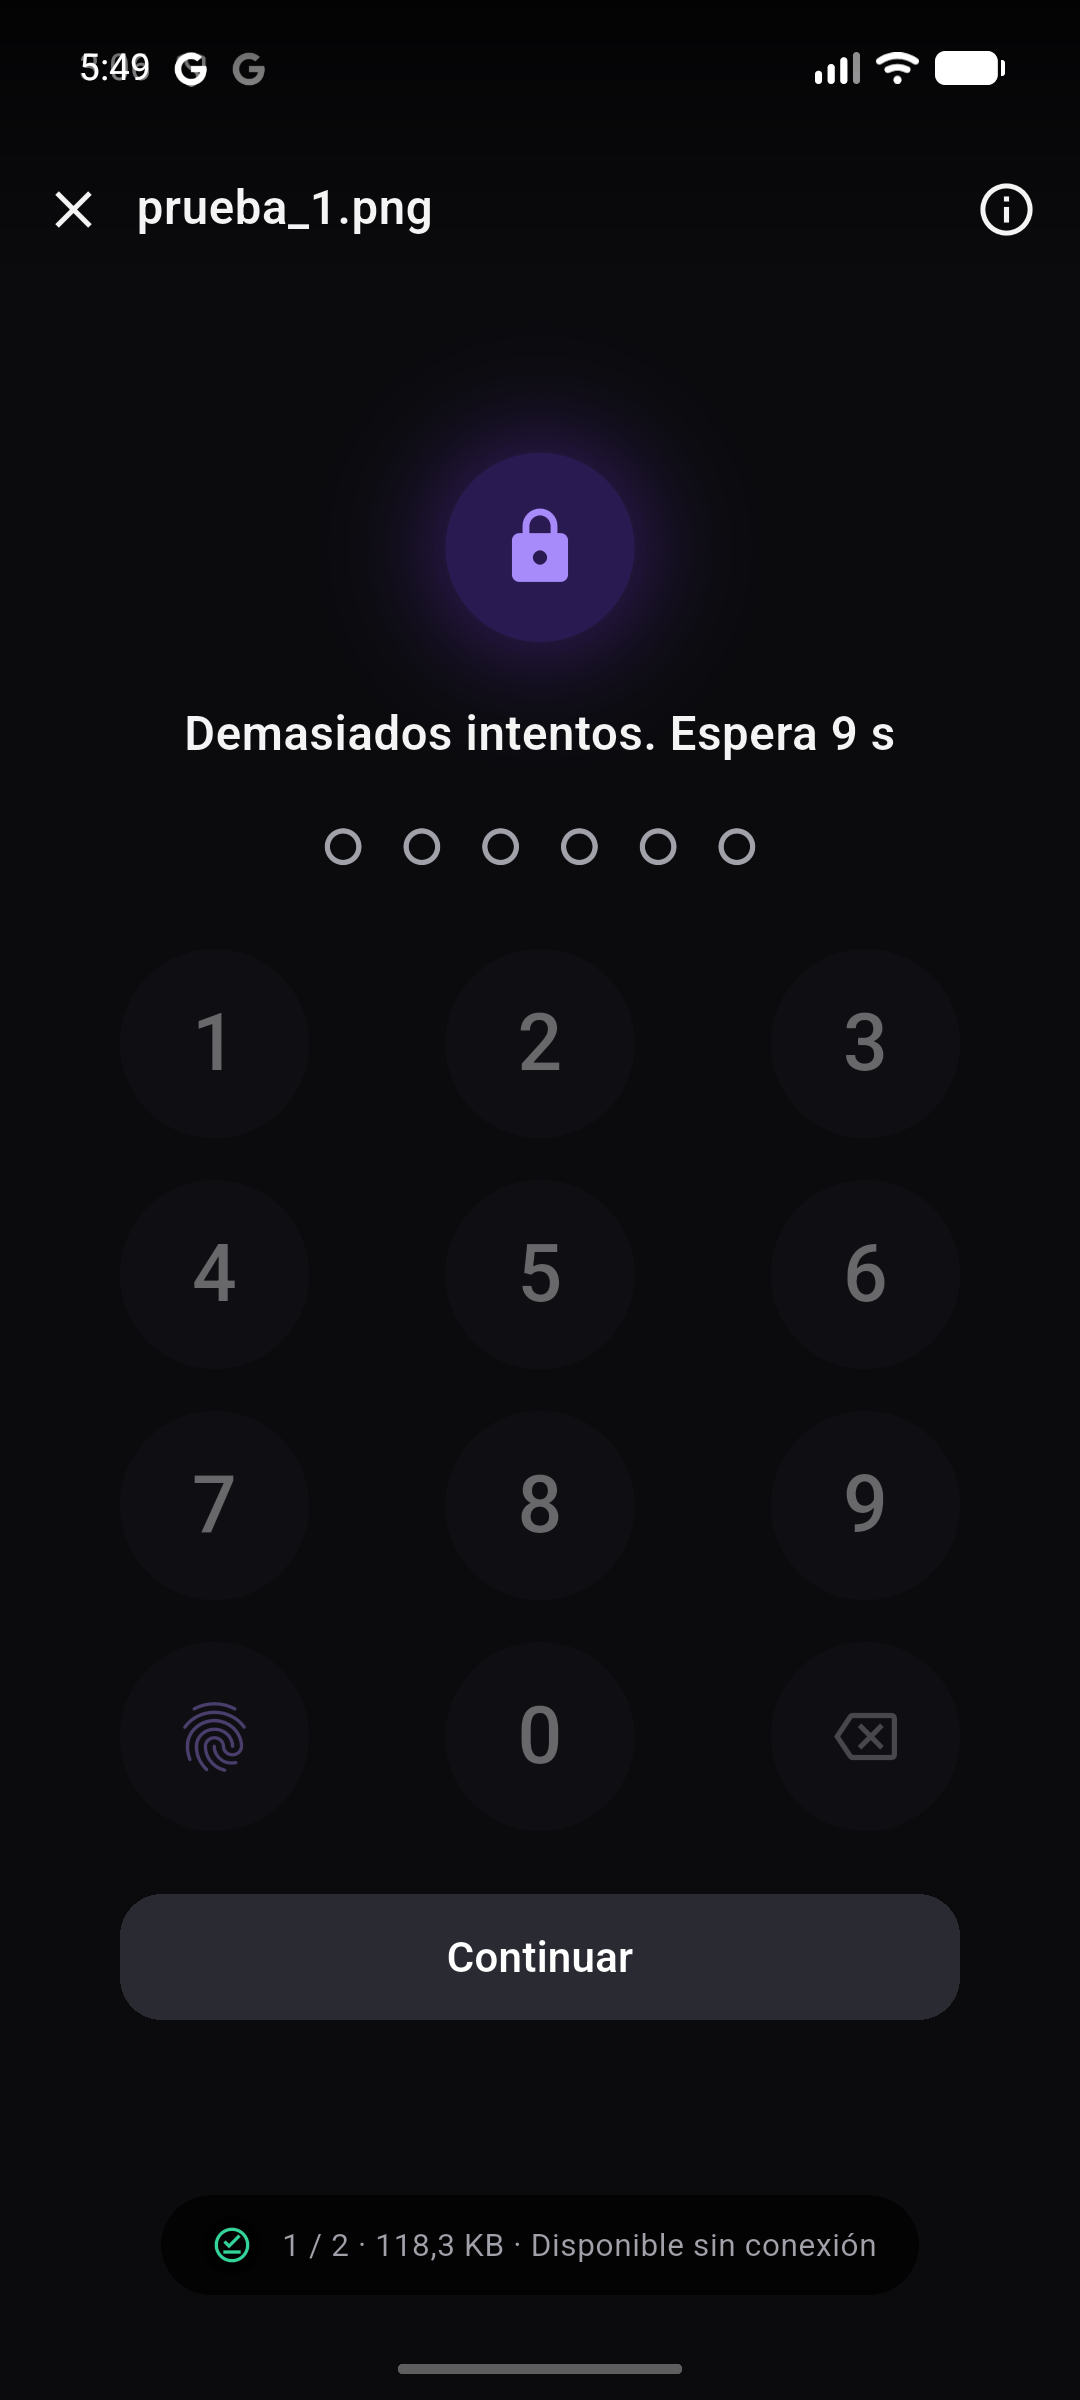 5:49
prueba_1.png
Demasiados intentos. Espera 9 s
1 2 3
4 5 6
7 8 9
0
Continuar
1 / 2 · 118,3 KB · Disponible sin conexión